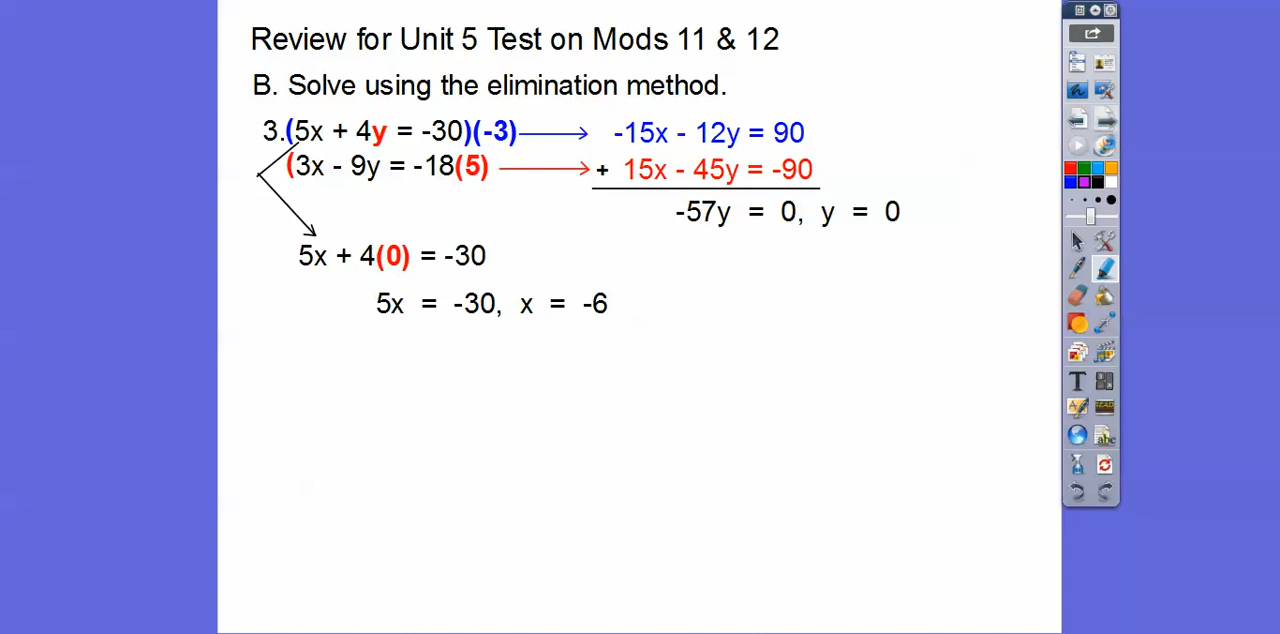 Review for Unit 5 Test on Mods 11 & 12
B. Solve using the elimination method.
3.(5x + 4y = -30)(-3) -15x - 12y = 90
(3x - 9y = -18(5) + 15x - 45y = -90
-57y = 0, y = 0
5x + 4(0) = -30
5x = -30, x = -6